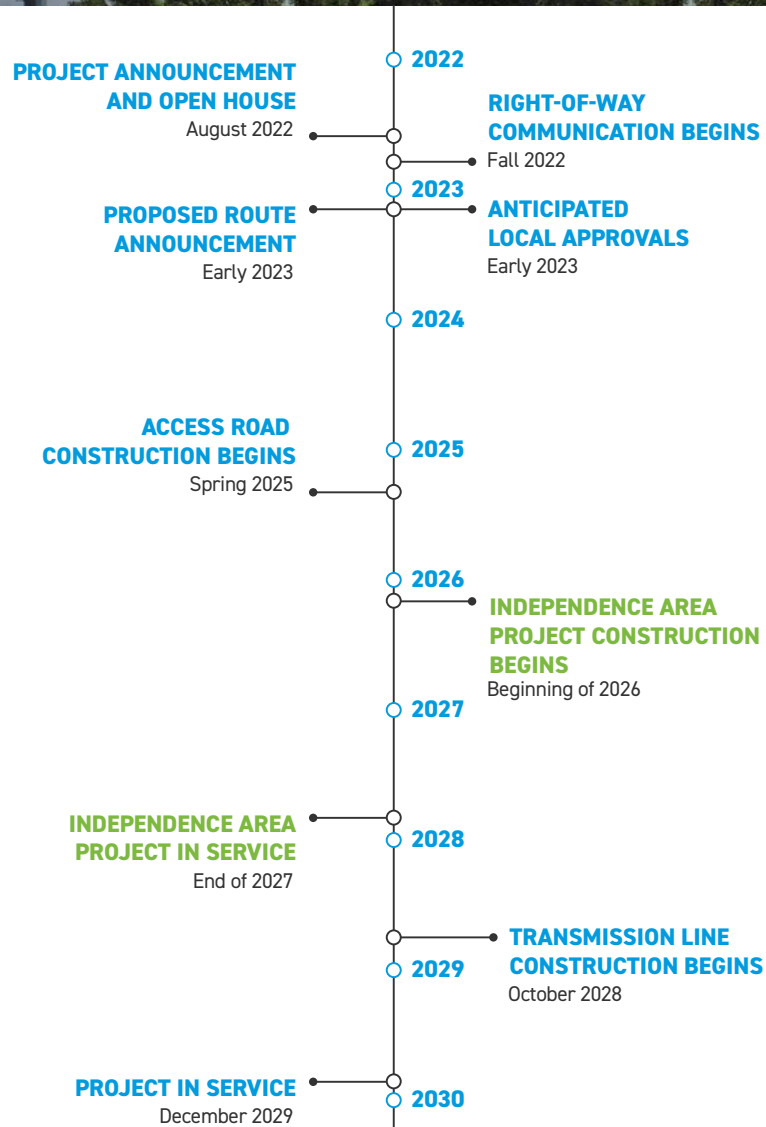 2022
PROJECT ANNOUNCEMENT
AND OPEN HOUSE
August 2022
RIGHT-OF-WAY
COMMUNICATION BEGINS
Fall 2022
2023
PROPOSED ROUTE
ANNOUNCEMENT
Early 2023
ANTICIPATED
LOCAL APPROVALS
Early 2023
2024
ACCESS ROAD
CONSTRUCTION BEGINS
Spring 2025
2025
2026
INDEPENDENCE AREA
PROJECT CONSTRUCTION
BEGINS
Beginning of 2026
2027
INDEPENDENCE AREA
PROJECT IN SERVICE
End of 2027
2028
TRANSMISSION LINE
CONSTRUCTION BEGINS
October 2028
2029
PROJECT IN SERVICE
December 2029
2030